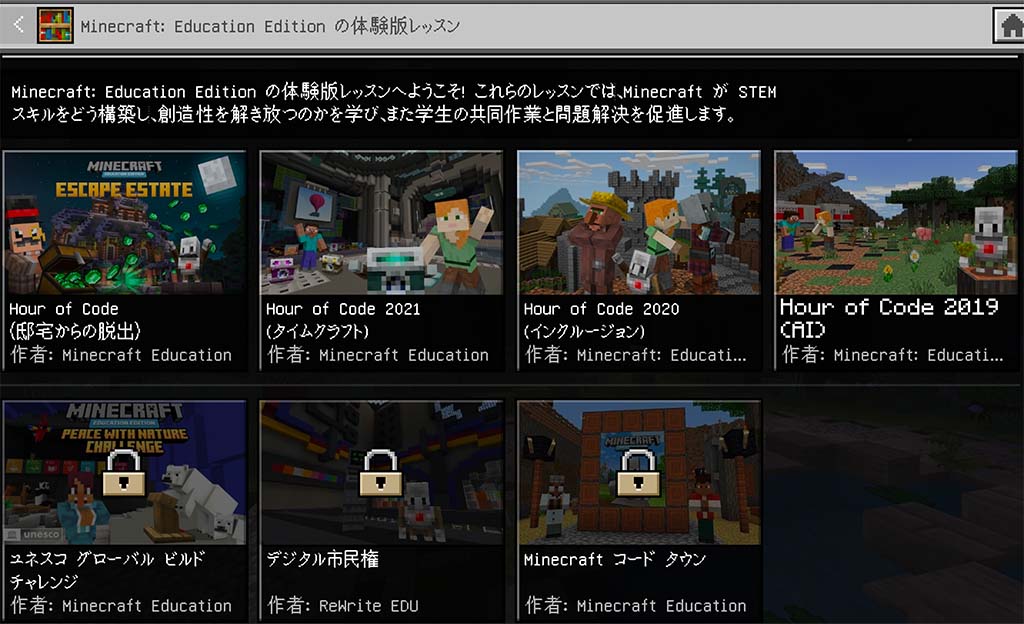 Minecraft: Education Edition の体験版レッスン
Minecraft: Education Edition の体験版レッスンへようこそ! これらのレッスンでは、Minecraft が STEM
スキルをどう構築し、創造性を解き放つのかを学び、また学生の共同作業と問題解決を促進します。
MINECRAFT
EDUCATION EDITION
ESCAPE ESTATE
Hour of Code
(邸宅からの脱出)
作者: Minecraft Education
Hour of Code 2021
(タイムクラフト)
作者: Minecraft Education
Hour of Code 2020
(インクルージョン)
作者: Minecraft: Educati...
Hour of Code 2019
(AI)
作者: Minecraft: Educati...
MINECRAFT
EDUCATION EDITION
PEACE WITH NATURE
CHALLENGE
unesco
ユネスコ グローバル ビルド
チャレンジ
作者: Minecraft Education
デジタル市民権
作者: ReWrite EDU
MINECRAFT
Minecraft コード タウン
作者: Minecraft Education